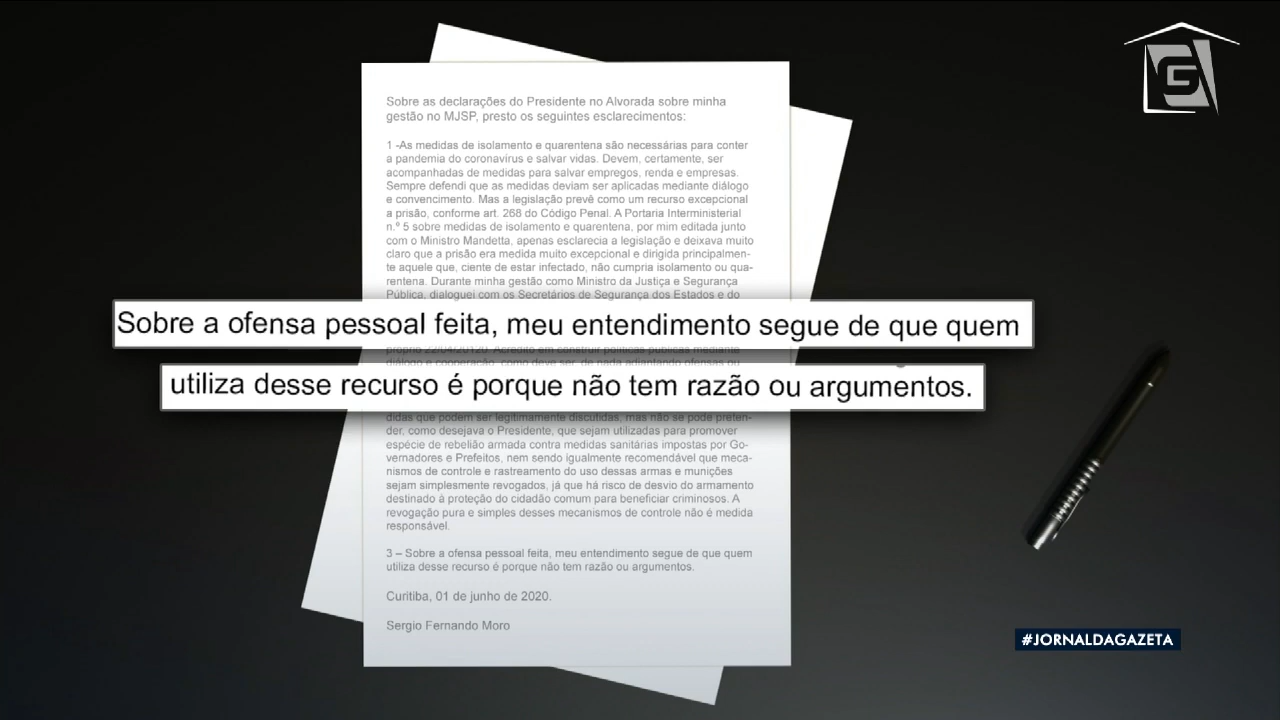 Sobre as declarações do Presidente no Alvorada sobre minha
gestão no MJSP, presto os seguintes esclarecimentos:
1 -As medidas de isolamento e quarentena são necessárias para conter
a pandemia do coronavírus e salvar vidas. Devem, certamente, ser
acompanhadas de medidas para salvar empregos, renda e empresas.
Sempre defendi que as medidas deviam ser aplicadas mediante diálogo
e convencimento. Mas a legislação prevê como um recurso excepcional
a prisão, conforme art. 268 do Código Penal. A Portaria Interministerial
n.º 5 sobre medidas de isolamento e quarentena, por mim editada junto
com o Ministro Mandetta, apenas esclarecia a legislação e deixava muito
claro que a prisão era medida muito excepcional e dirigida principalmen-
te aquele que, ciente de estar infectado, não cumpria isolamento ou qua-
rentena. Durante minha gestão como Ministro da Justiça e Segurança
Pública, dialoguei com os Secretários de Segurança dos Estados e do
Sobre a ofensa pessoal feita, meu entendimento segue de que quem
utiliza desse recurso é porque não tem razão ou argumentos.
didas que podem ser legitimamente discutidas, mas não se pode preten-
der, como desejava o Presidente, que sejam utilizadas para promover
espécie de rebelião armada contra medidas sanitárias impostas por Go-
vernadores e Prefeitos, nem sendo igualmente recomendável que meca-
nismos de controle e rastreamento do uso dessas armas e munições
sejam simplesmente revogados, já que há risco de desvio do armamento
destinado à proteção do cidadão comum para beneficiar criminosos. A
revogação pura e simples desses mecanismos de controle não é medida
responsável.
3 – Sobre a ofensa pessoal feita, meu entendimento segue de que quem
utiliza desse recurso é porque não tem razão ou argumentos.
Curitiba, 01 de junho de 2020.
Sergio Fernando Moro
#JORNALDAGAZETA